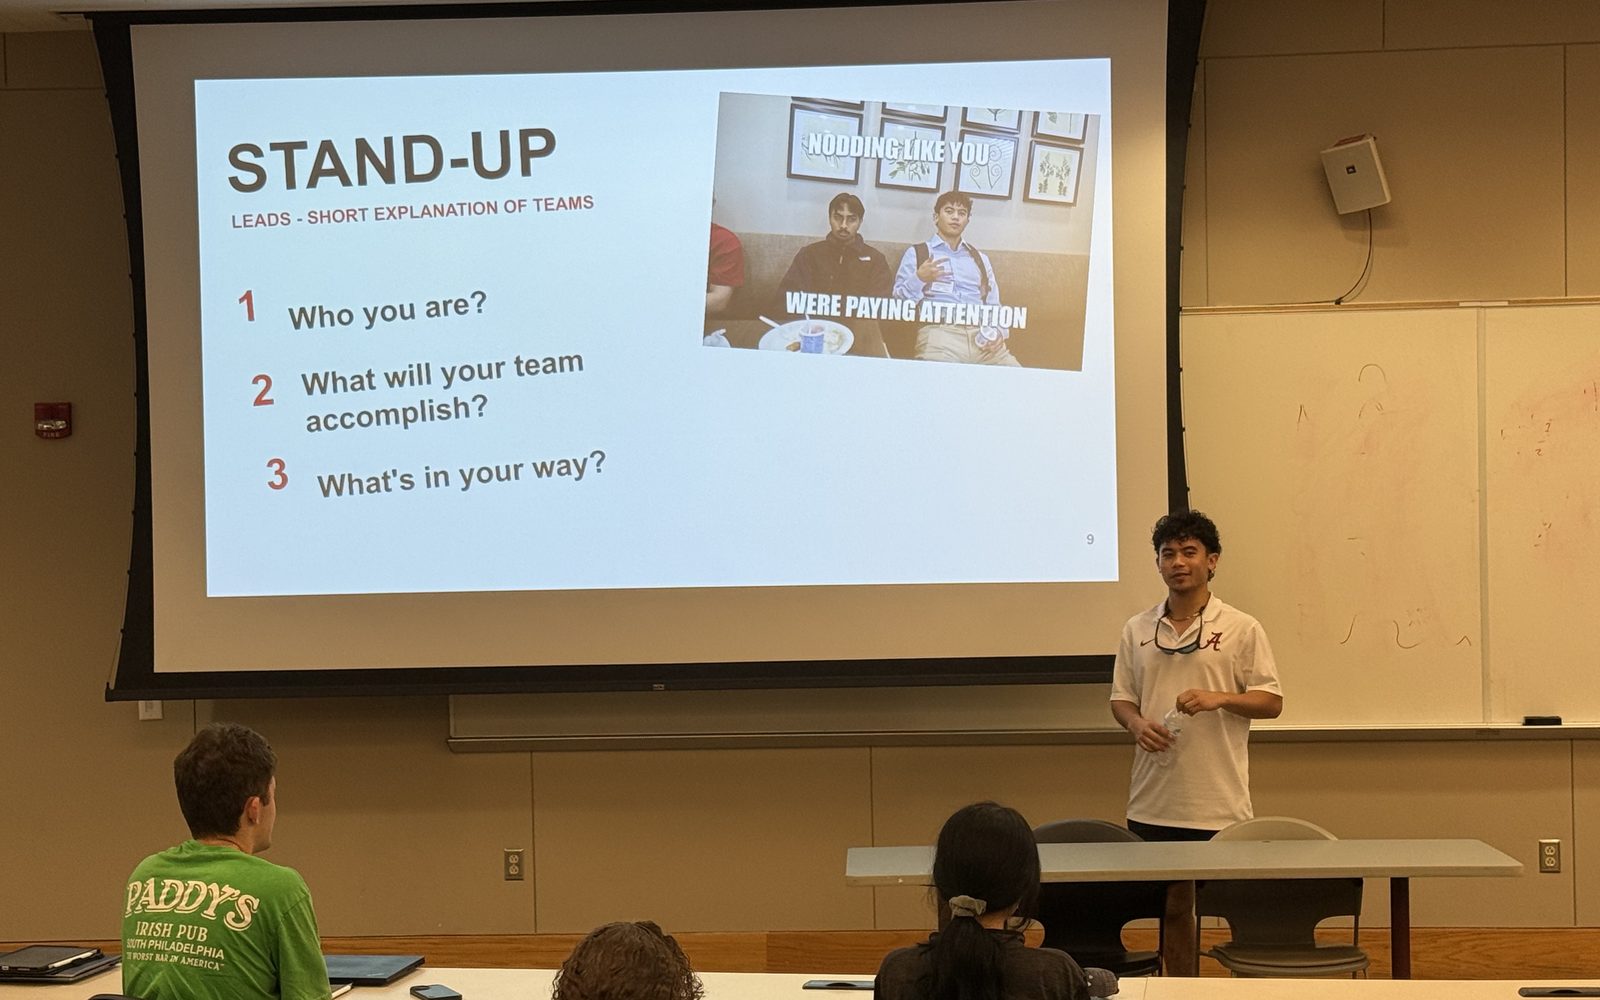 STAND-UP
LEADS - SHORT EXPLANATION OF TEAMS
1 Who you are?
2 What will your team
accomplish?
3 What's in your way?
NODDING LIKE YOU
WERE PAYING ATTENTION
9
FIRE
A
PADDY'S
IRISH PUB
SOUTH PHILADELPHIA
"THE WORST BAR IN AMERICA"